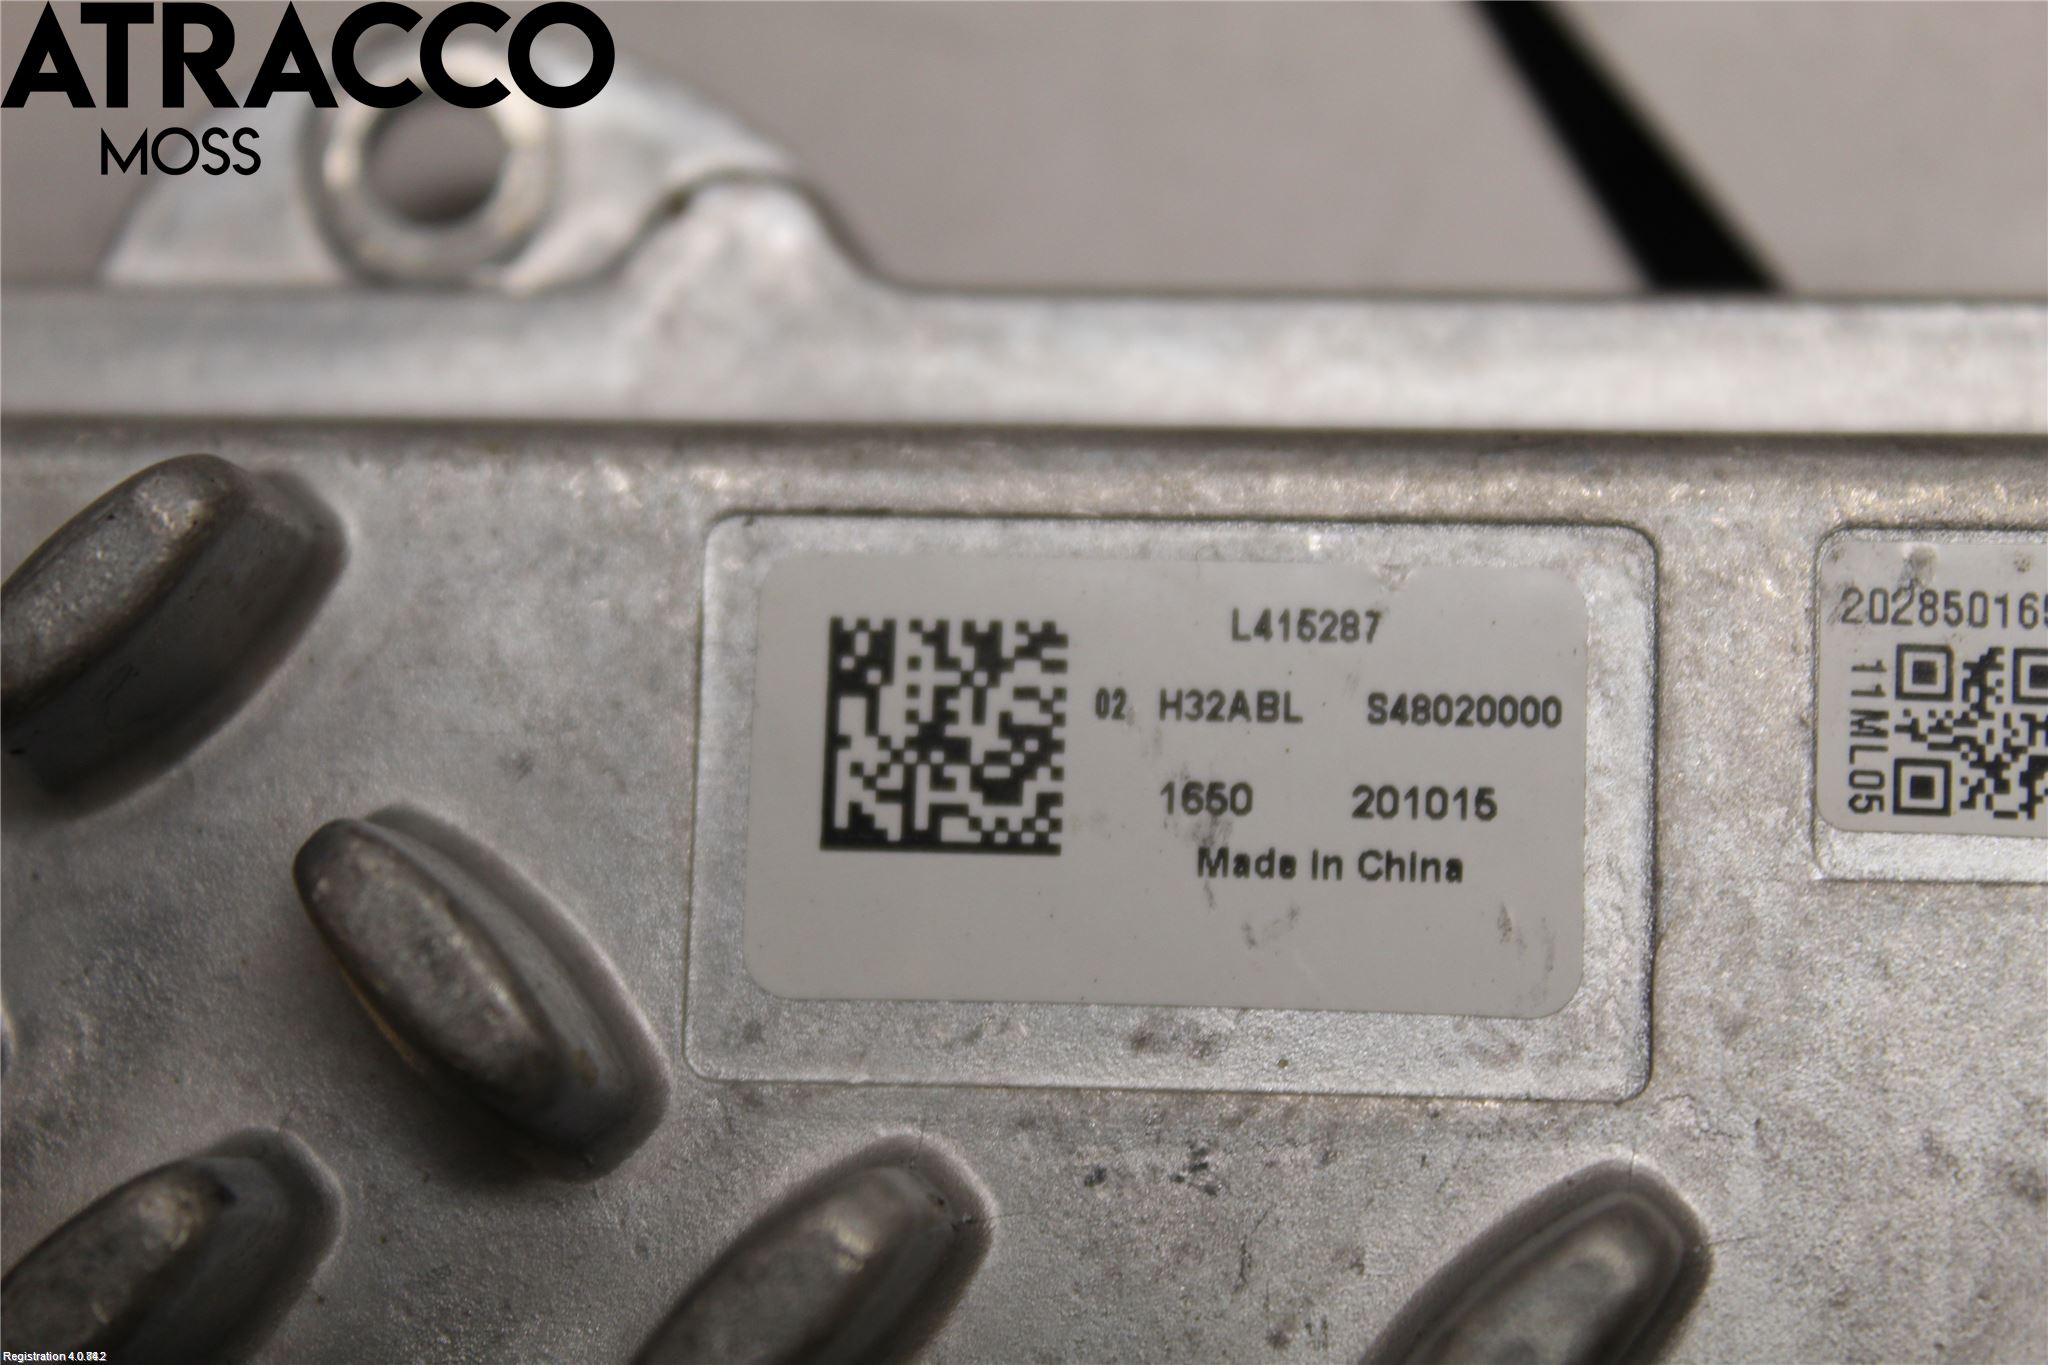 ATRACCO
MOSS
L415287
02 H32ABL S48020000
1650 201015
Made in China
20285016
11ML05